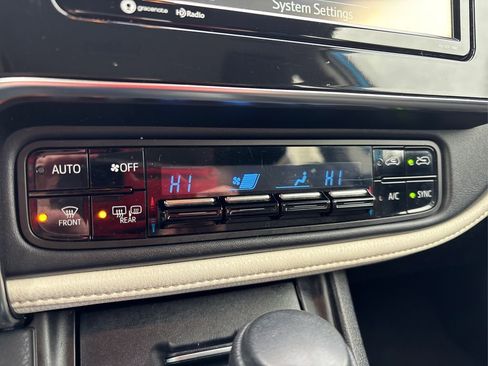 System Settings
gracenote HD Radio
AUTO OFF
HI HI
A/C SYNC
FRONT REAR